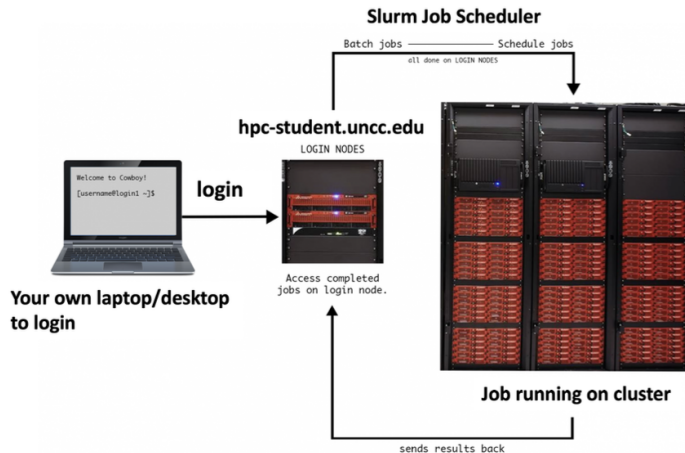 Slurm Job Scheduler
Batch jobs Schedule jobs
all done on LOGIN NODES
hpc-student.uncc.edu
LOGIN NODES
Welcome to Cowboy!
[username@login1 ~]$
login
Access completed
jobs on login node.
Your own laptop/desktop
to login
Job running on cluster
sends results back